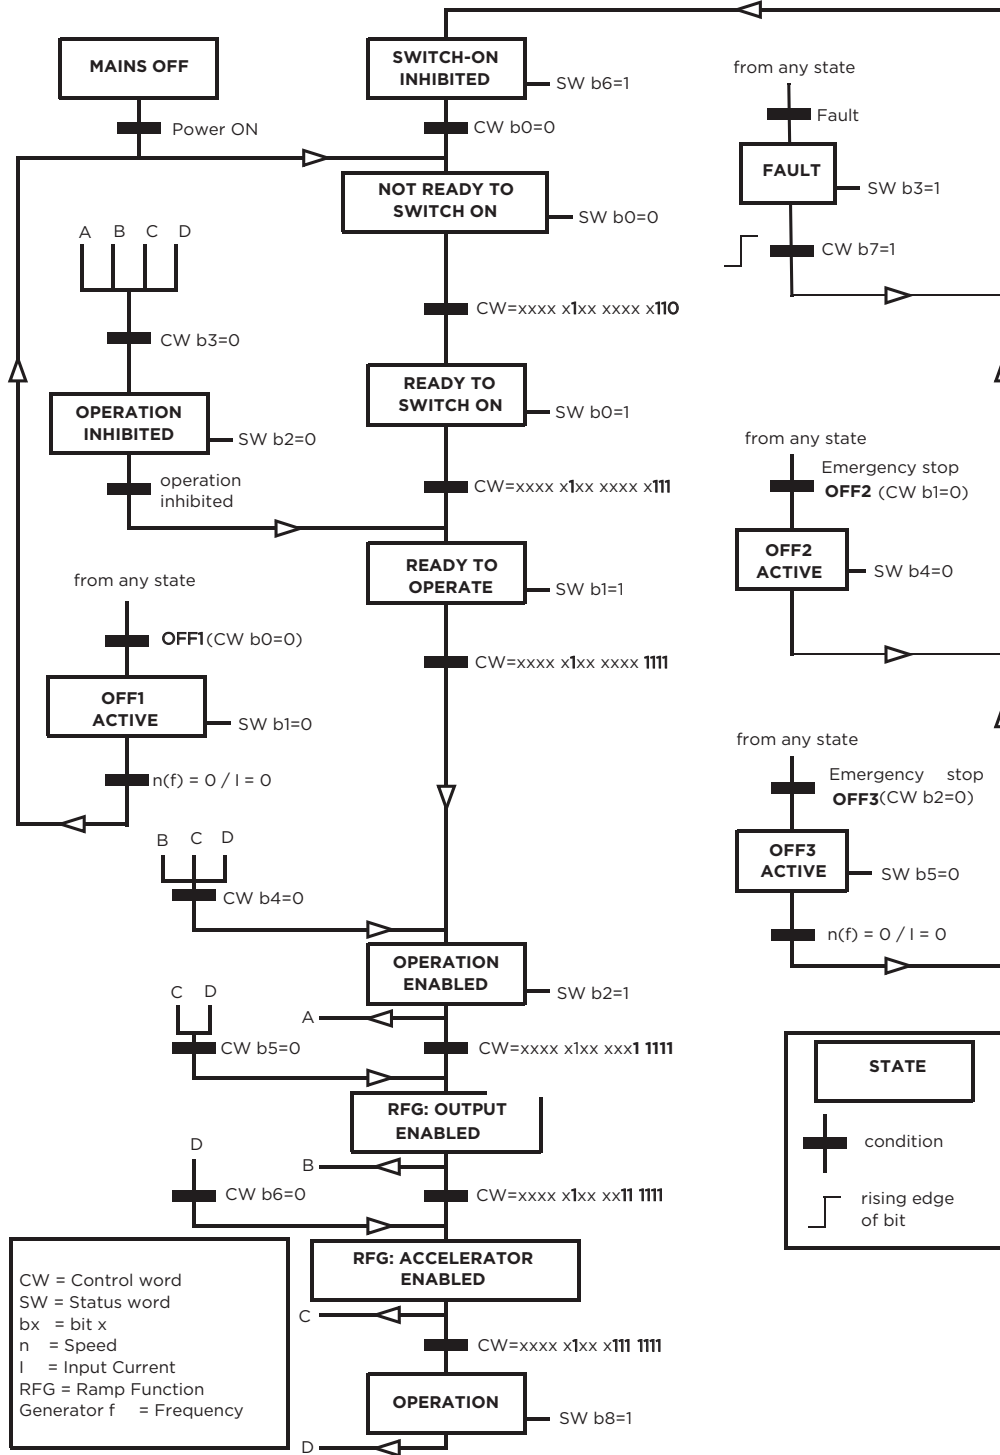 MAINS OFF
Power ON
SWITCH-ON
INHIBITED
SW b6=1
CW b0=0
NOT READY TO
SWITCH ON
SW b0=0
CW=xxxx x1xx xxxx x110
from any state
Fault
FAULT
SW b3=1
CW b7=1
A B C D
CW b3=0
OPERATION
INHIBITED
SW b2=0
operation
inhibited
READY TO
SWITCH ON
SW b0=1
CW=xxxx x1xx xxxx x111
READY TO
OPERATE
SW b1=1
CW=xxxx x1xx xxxx 1111
from any state
Emergency stop
OFF2 (CW b1=0)
OFF2
ACTIVE
SW b4=0
from any state
OFF1 (CW b0=0)
OFF1
ACTIVE
SW b1=0
n(f) = 0 / I = 0
from any state
Emergency stop
OFF3 (CW b2=0)
OFF3
ACTIVE
SW b5=0
n(f) = 0 / I = 0
B C D
CW b4=0
OPERATION
ENABLED
SW b2=1
A
C D
CW b5=0
CW=xxxx x1xx xxx1 1111
RFG: OUTPUT
ENABLED
B
D
CW b6=0
CW=xxxx x1xx xx11 1111
RFG: ACCELERATOR
ENABLED
C
CW=xxxx x1xx x111 1111
OPERATION
SW b8=1
D
STATE
condition
rising edge
of bit
CW = Control word
SW = Status word
bx = bit x
n = Speed
I = Input Current
RFG = Ramp Function
Generator f = Frequency